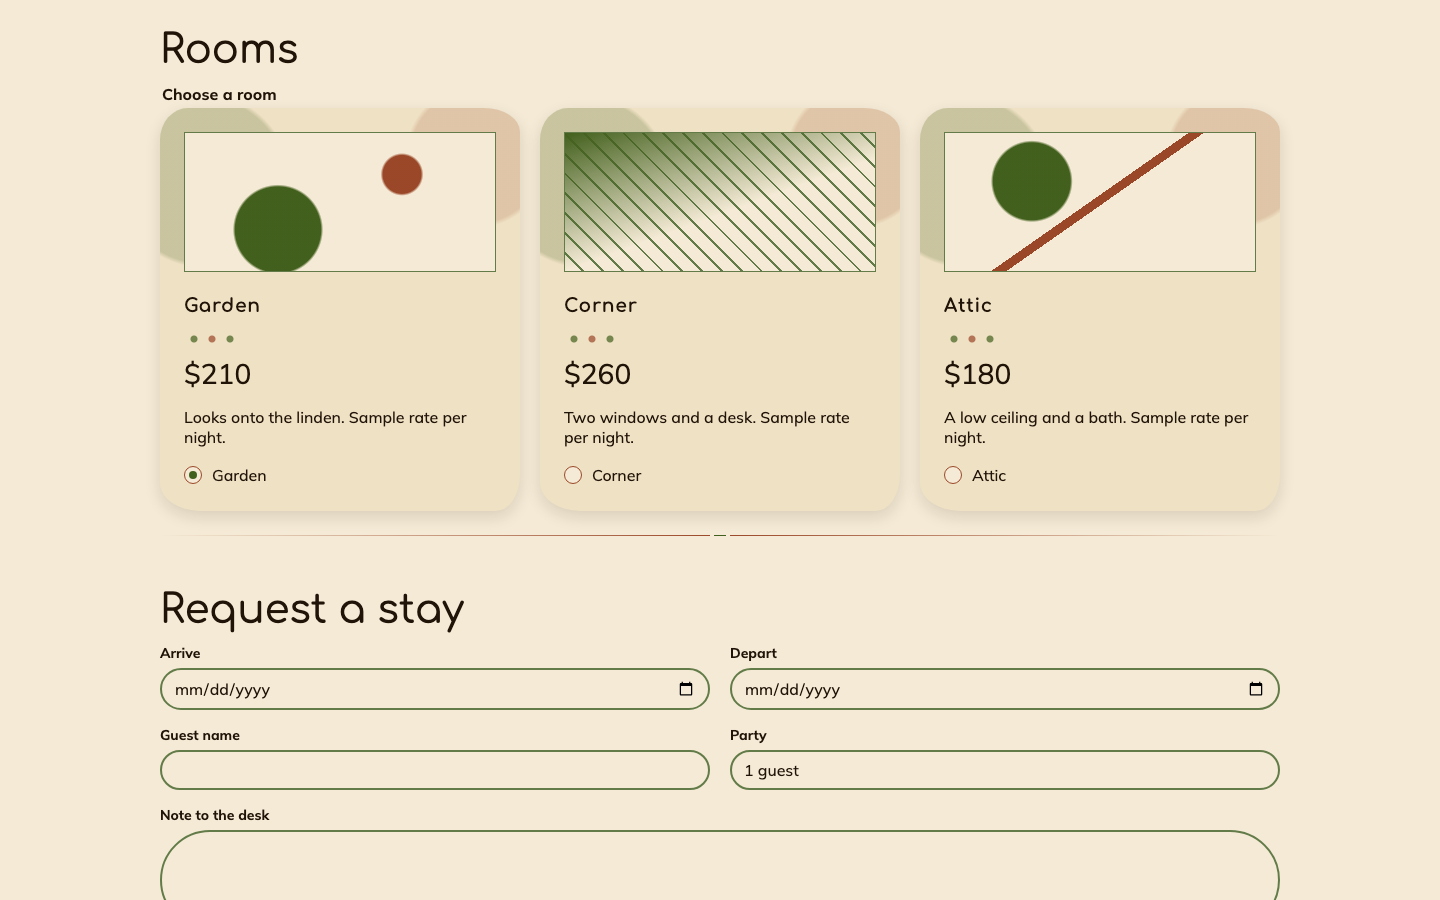 Rooms
Choose a room
Garden
$210
Looks onto the linden. Sample rate per
night.
Garden
Corner
$260
Two windows and a desk. Sample rate
per night.
Corner
Attic
$180
A low ceiling and a bath. Sample rate per
night.
Attic
Request a stay
Arrive
mm/dd/yyyy
Depart
mm/dd/yyyy
Guest name
Party
1 guest
Note to the desk